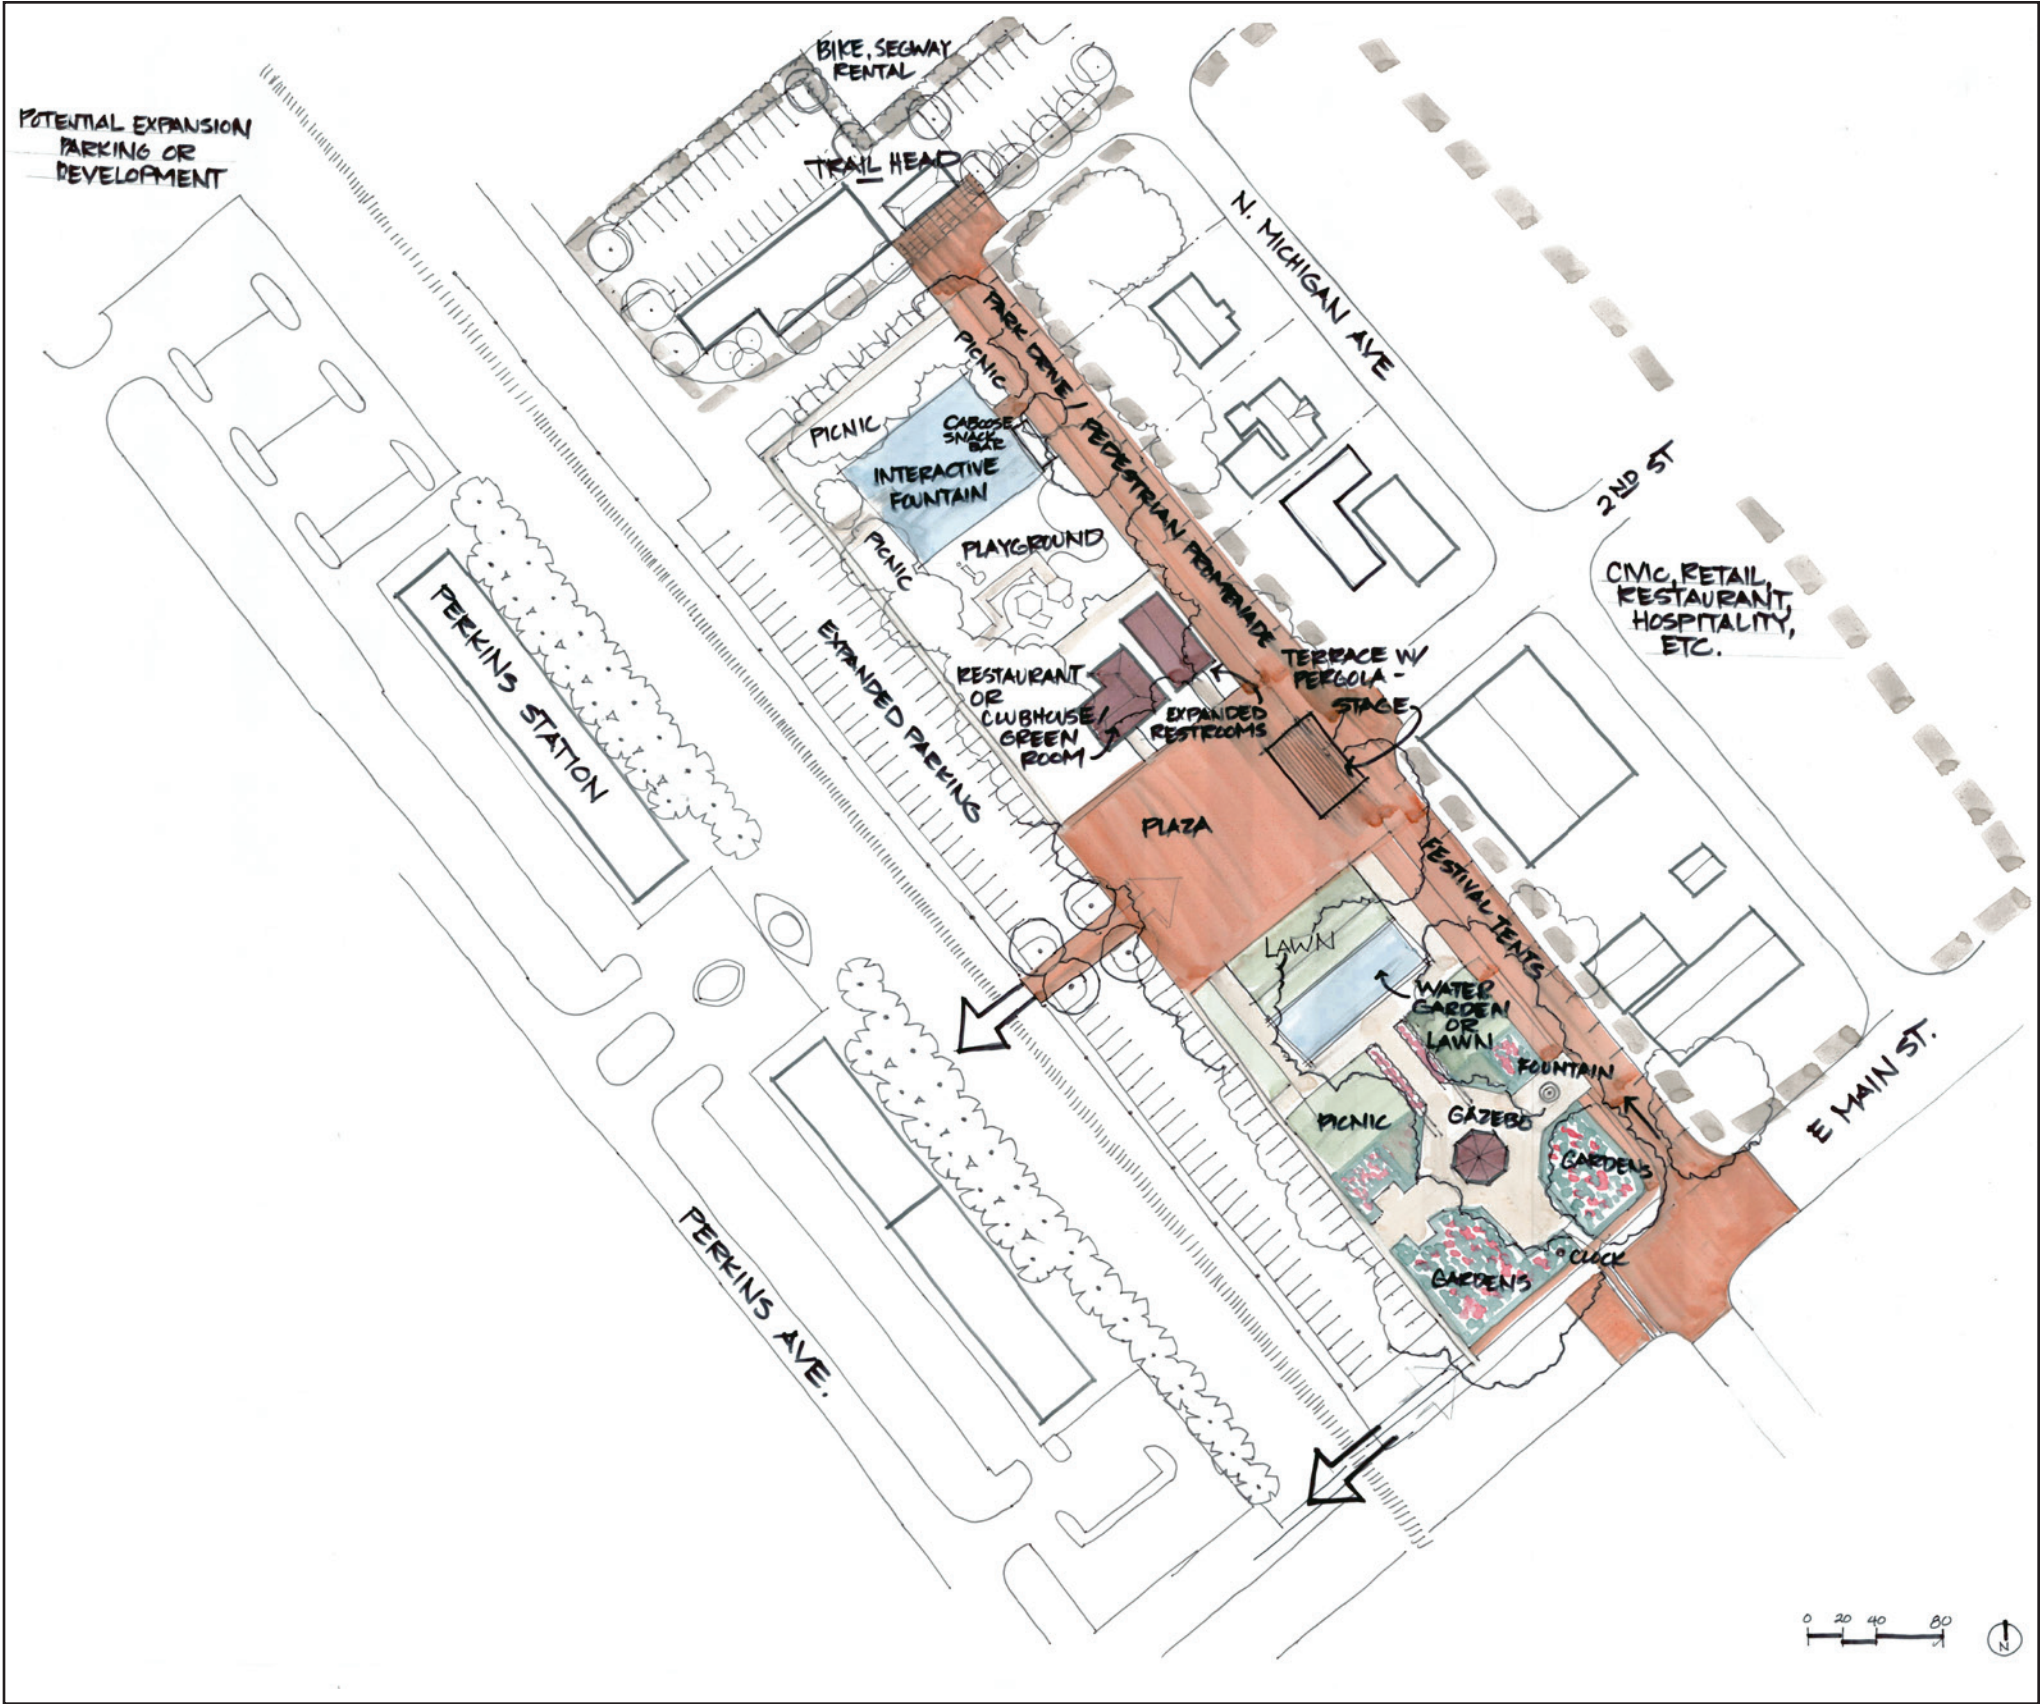 BIKE, SEGWAY
RENTAL
POTENTIAL EXPANSION
PARKING OR
DEVELOPMENT
TRAIL HEAD
N. MICHIGAN AVE
PARK DRIVE / PEDESTRIAN PROMENADE
PICNIC
PICNIC
CABOOSE
SNACK
BAR
INTERACTIVE
FOUNTAIN
2ND ST
PICNIC
PLAYGROUND
CIVIC, RETAIL,
RESTAURANT,
HOSPITALITY,
ETC.
PERKINS STATION
EXPANDED PARKING
RESTAURANT
OR
CLUBHOUSE/
GREEN
ROOM
EXPANDED
RESTROOMS
TERRACE W/
PERGOLA -
STAGE
PLAZA
FESTIVAL TENTS
LAWN
WATER
GARDEN
OR
LAWN
FOUNTAIN
E MAIN ST.
PICNIC
GAZEBO
GARDENS
CLOCK
GARDENS
PERKINS AVE.
0 20 40 80
N